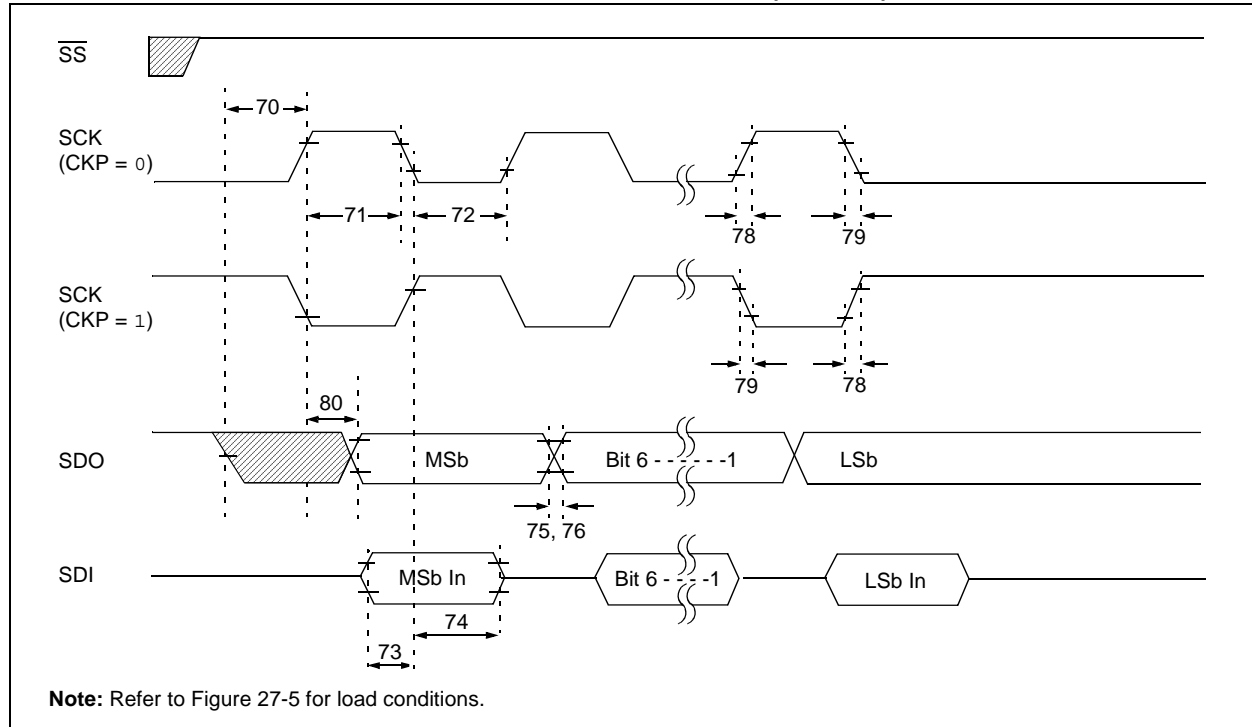 SS
70
SCK
(CKP = 0)
71
72
78
79
SCK
(CKP = 1)
79
78
80
SDO
MSb
Bit 6 - - - - - -1
LSb
75, 76
SDI
MSb In
Bit 6 - - - - -1
LSb In
74
73
Note: Refer to Figure 27-5 for load conditions.